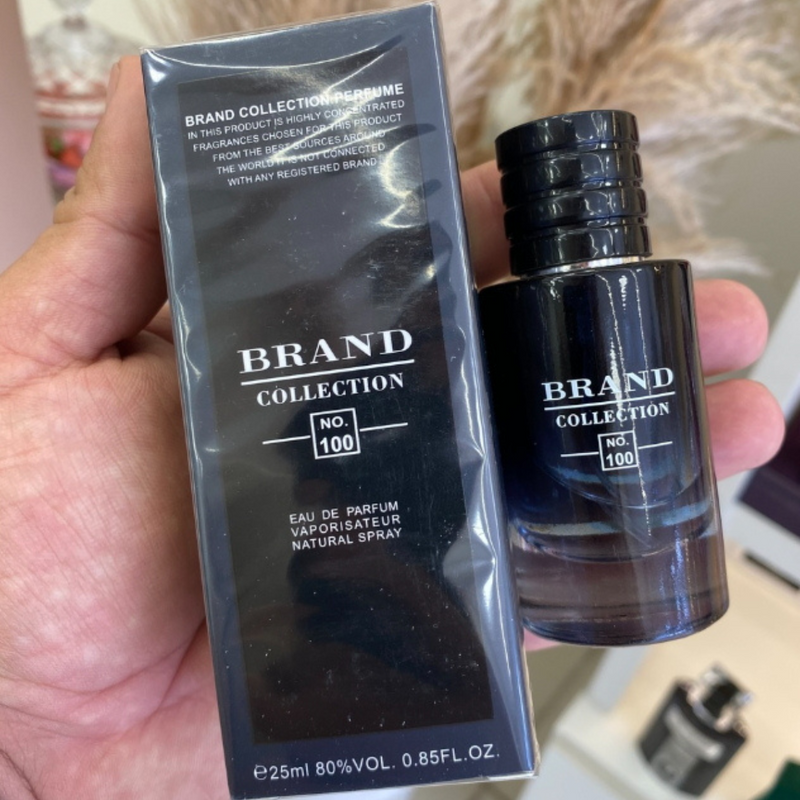 BRAND COLLECTION PERFUME
IN THIS PRODUCT IS HIGHLY CONCENTRATED
FRAGRANCES CHOSEN FOR THIS PRODUCT
FROM THE BEST SOURCES AROUND
THE WORLD IT IS NOT CONNECTED
WITH ANY REGISTERED BRAND
BRAND
COLLECTION
NO.
100
EAU DE PARFUM
VAPORISATEUR
NATURAL SPRAY
℮25ml 80%VOL. 0.85FL.OZ.
BRAND
COLLECTION
NO.
100